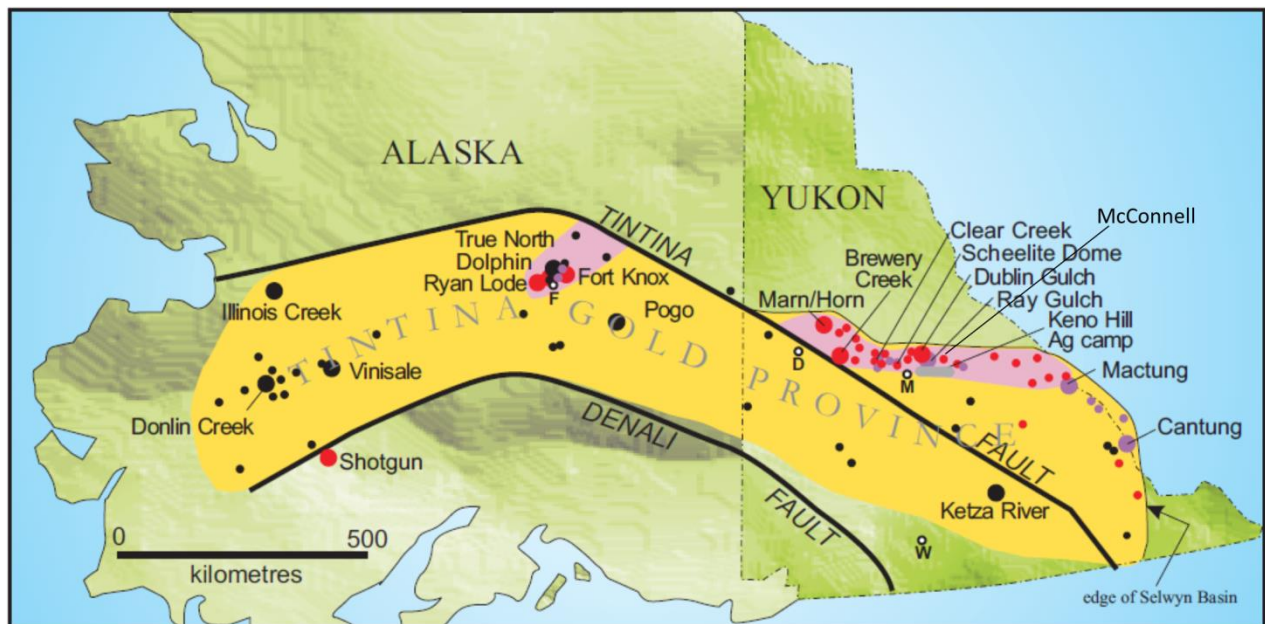 ALASKA
YUKON
McConnell
TINTINA
Clear Creek
Scheelite Dome
Brewery
Creek
Dublin Gulch
Ray Gulch
Marn/Horn
Keno Hill
Ag camp
Mactung
Cantung
True North
Dolphin
Ryan Lode
Fort Knox
F
Pogo
Illinois Creek
TINTINA GOLD PROVINCE
D
M
Vinisale
Donlin Creek
DENALI
FAULT
FAULT
Shotgun
Ketza River
W
0 500
kilometres
edge of Selwyn Basin